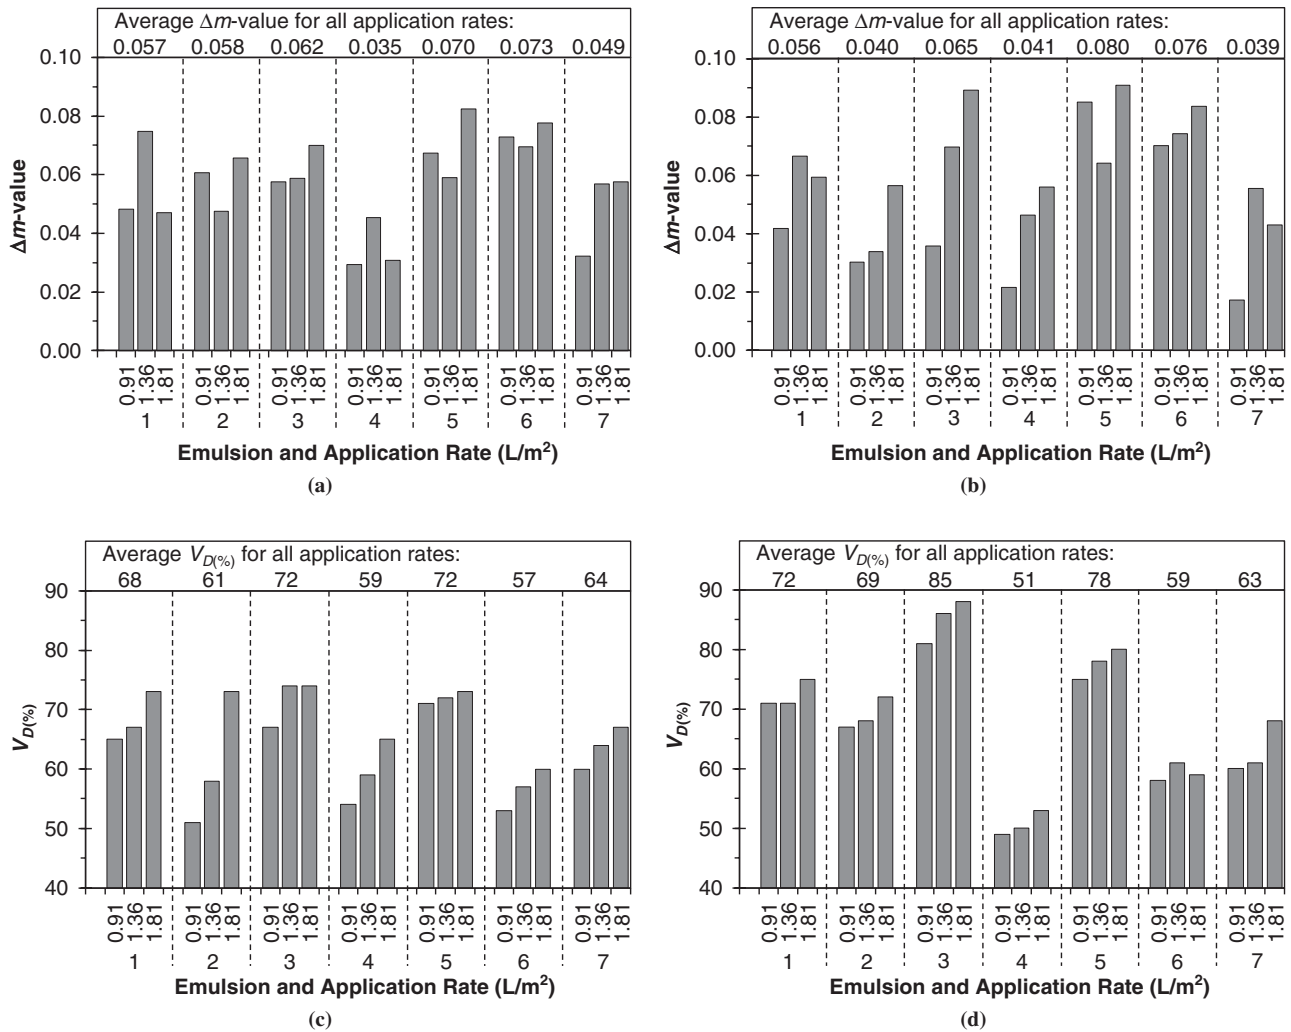 Average Δm-value for all application rates:
0.057 0.058 0.062 0.035 0.070 0.073 0.049
0.10
0.08
0.06
0.04
0.02
0.00
Δm-value
0.91 1.36 1.81 0.91 1.36 1.81 0.91 1.36 1.81 0.91 1.36 1.81 0.91 1.36 1.81 0.91 1.36 1.81 0.91 1.36 1.81
1 2 3 4 5 6 7
Emulsion and Application Rate (L/m²)
(a)
Average Δm-value for all application rates:
0.056 0.040 0.065 0.041 0.080 0.076 0.039
0.10
0.08
0.06
0.04
0.02
0.00
Δm-value
0.91 1.36 1.81 0.91 1.36 1.81 0.91 1.36 1.81 0.91 1.36 1.81 0.91 1.36 1.81 0.91 1.36 1.81 0.91 1.36 1.81
1 2 3 4 5 6 7
Emulsion and Application Rate (L/m²)
(b)
Average VD(%) for all application rates:
68 61 72 59 72 57 64
90
80
70
60
50
40
VD(%)
0.91 1.36 1.81 0.91 1.36 1.81 0.91 1.36 1.81 0.91 1.36 1.81 0.91 1.36 1.81 0.91 1.36 1.81 0.91 1.36 1.81
1 2 3 4 5 6 7
Emulsion and Application Rate (L/m²)
(c)
Average VD(%) for all application rates:
72 69 85 51 78 59 63
90
80
70
60
50
40
VD(%)
0.91 1.36 1.81 0.91 1.36 1.81 0.91 1.36 1.81 0.91 1.36 1.81 0.91 1.36 1.81 0.91 1.36 1.81 0.91 1.36 1.81
1 2 3 4 5 6 7
Emulsion and Application Rate (L/m²)
(d)